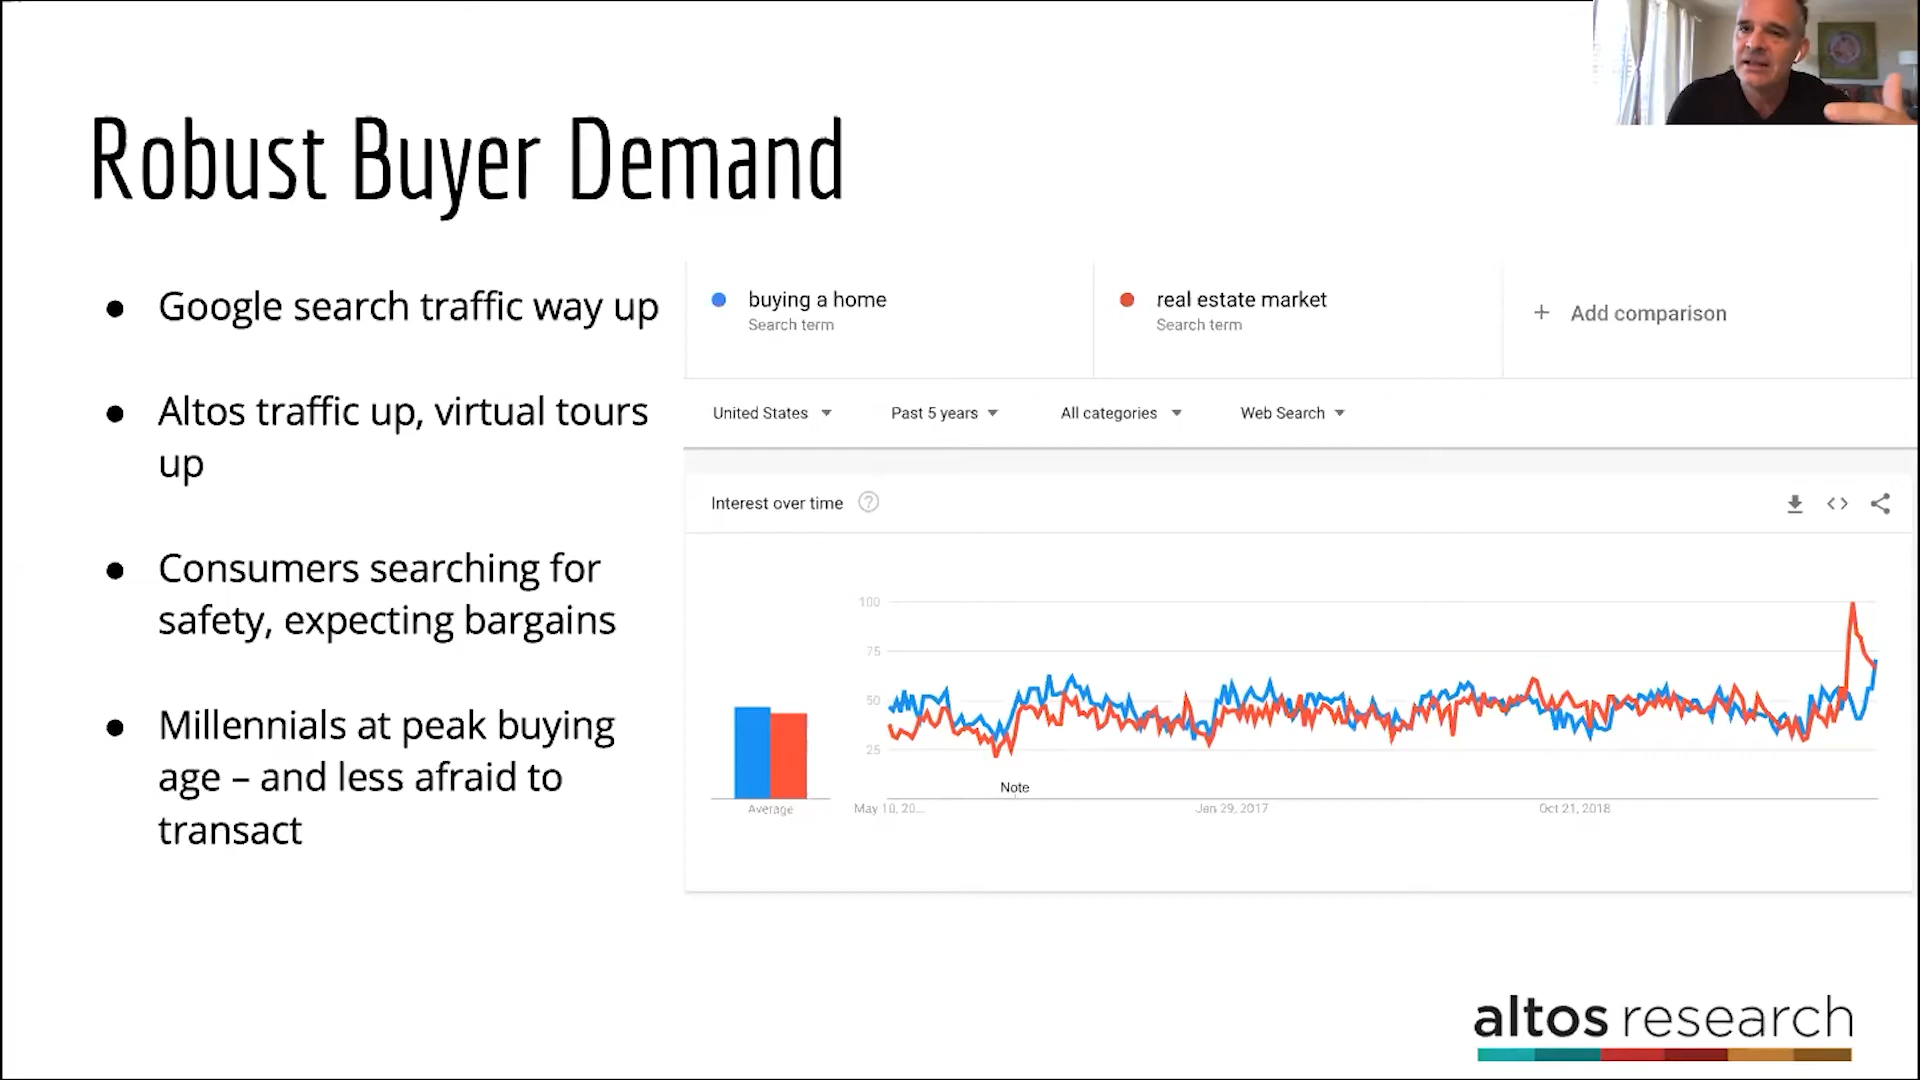 Robust Buyer Demand
● Google search traffic way up
● Altos traffic up, virtual tours
up
● Consumers searching for
safety, expecting bargains
● Millennials at peak buying
age – and less afraid to
transact
buying a home
Search term
real estate market
Search term
+ Add comparison
United States
Past 5 years
All categories
Web Search
Interest over time
?
100
75
50
25
Note
Average
May 10, 20...
Jan 29, 2017
Oct 21, 2018
altos research